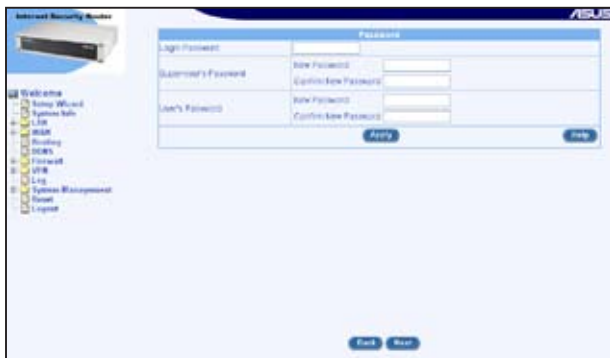 Internet Security Router
ASUS
Password
Login Password
Supervisor's Password
New Password
Confirm New Password
User's Password
New Password
Confirm New Password
Apply
Help
Welcome
Setup Wizard
System Info
LAN
WAN
Routing
DDNS
Firewall
VPN
Log
System Management
Reset
Logout
Back
Next